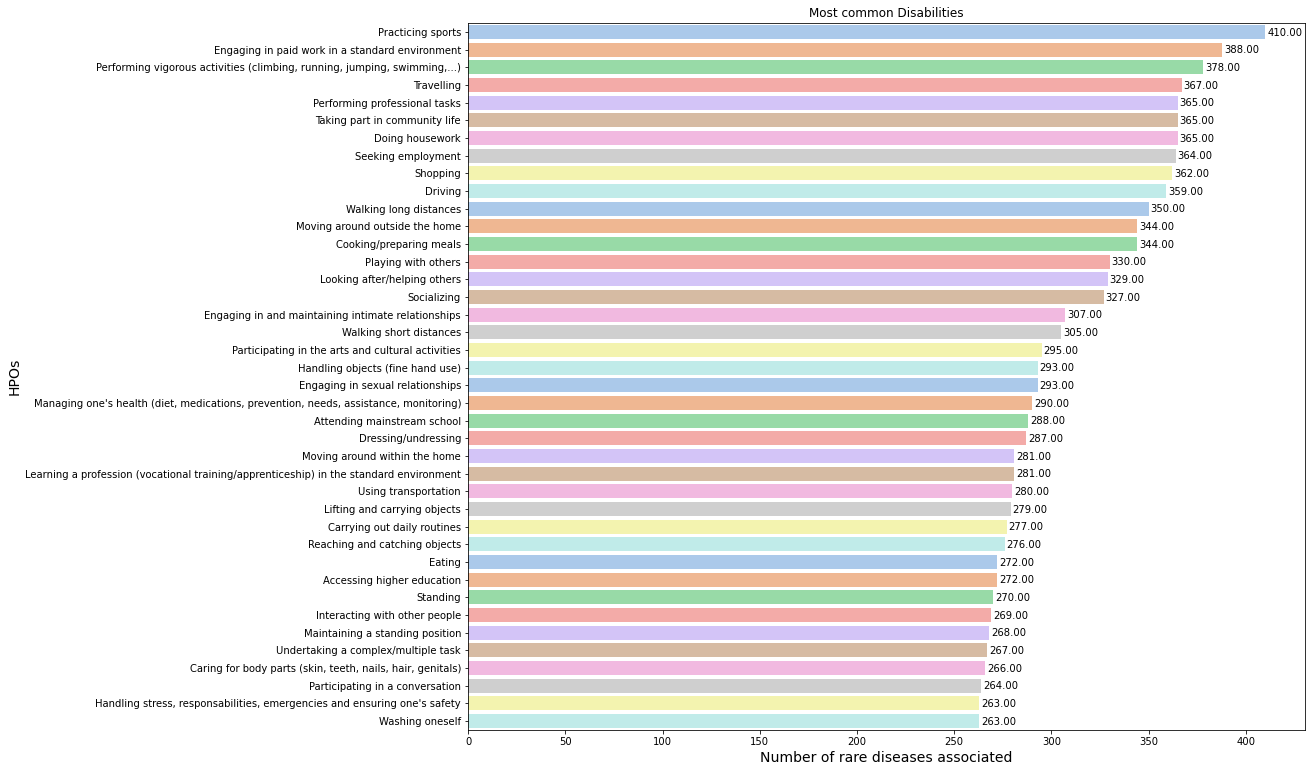 Most common Disabilities
Practicing sports 410.00
Engaging in paid work in a standard environment 388.00
Performing vigorous activities (climbing, running, jumping, swimming,...) 378.00
Travelling 367.00
Performing professional tasks 365.00
Taking part in community life 365.00
Doing housework 365.00
Seeking employment 364.00
Shopping 362.00
Driving 359.00
Walking long distances 350.00
Moving around outside the home 344.00
Cooking/preparing meals 344.00
Playing with others 330.00
Looking after/helping others 329.00
Socializing 327.00
Engaging in and maintaining intimate relationships 307.00
Walking short distances 305.00
Participating in the arts and cultural activities 295.00
Handling objects (fine hand use) 293.00
Engaging in sexual relationships 293.00
Managing one's health (diet, medications, prevention, needs, assistance, monitoring) 290.00
Attending mainstream school 288.00
Dressing/undressing 287.00
Moving around within the home 281.00
Learning a profession (vocational training/apprenticeship) in the standard environment 281.00
Using transportation 280.00
Lifting and carrying objects 279.00
Carrying out daily routines 277.00
Reaching and catching objects 276.00
Eating 272.00
Accessing higher education 272.00
Standing 270.00
Interacting with other people 269.00
Maintaining a standing position 268.00
Undertaking a complex/multiple task 267.00
Caring for body parts (skin, teeth, nails, hair, genitals) 266.00
Participating in a conversation 264.00
Handling stress, responsabilities, emergencies and ensuring one's safety 263.00
Washing oneself 263.00
HPOs
0 50 100 150 200 250 300 350 400
Number of rare diseases associated